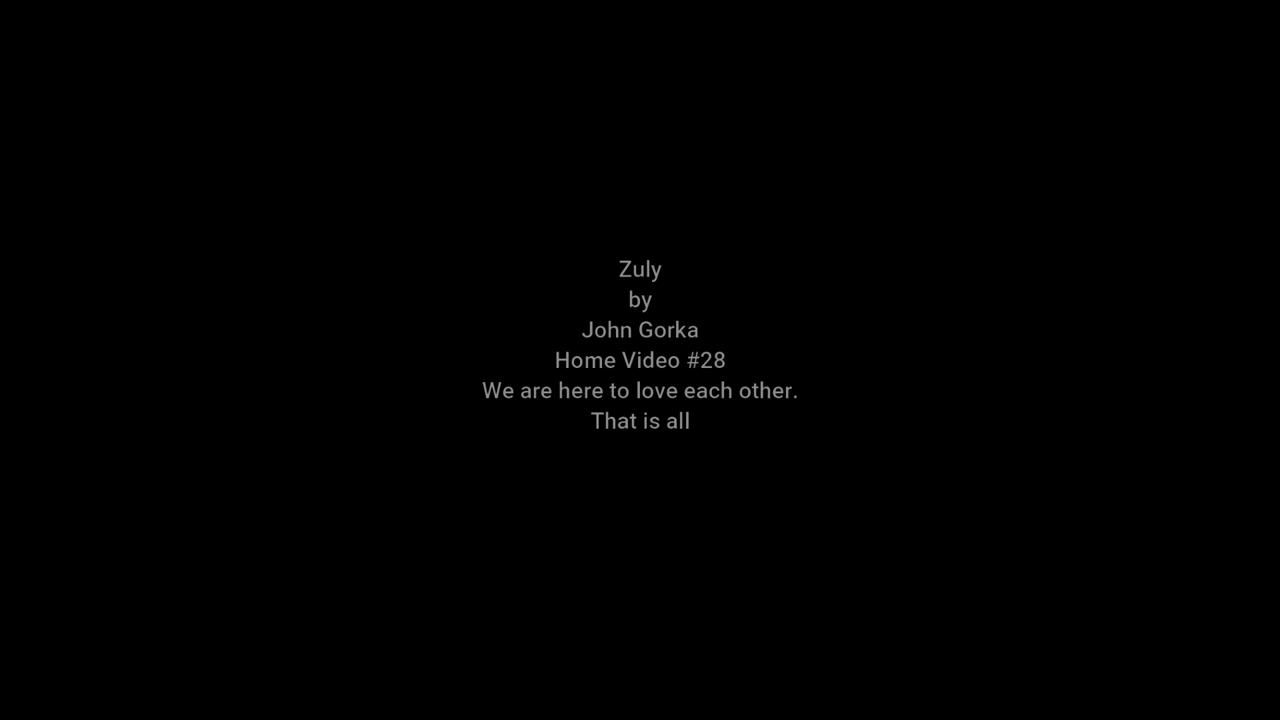 Zuly
by
John Gorka
Home Video #28
We are here to love each other.
That is all